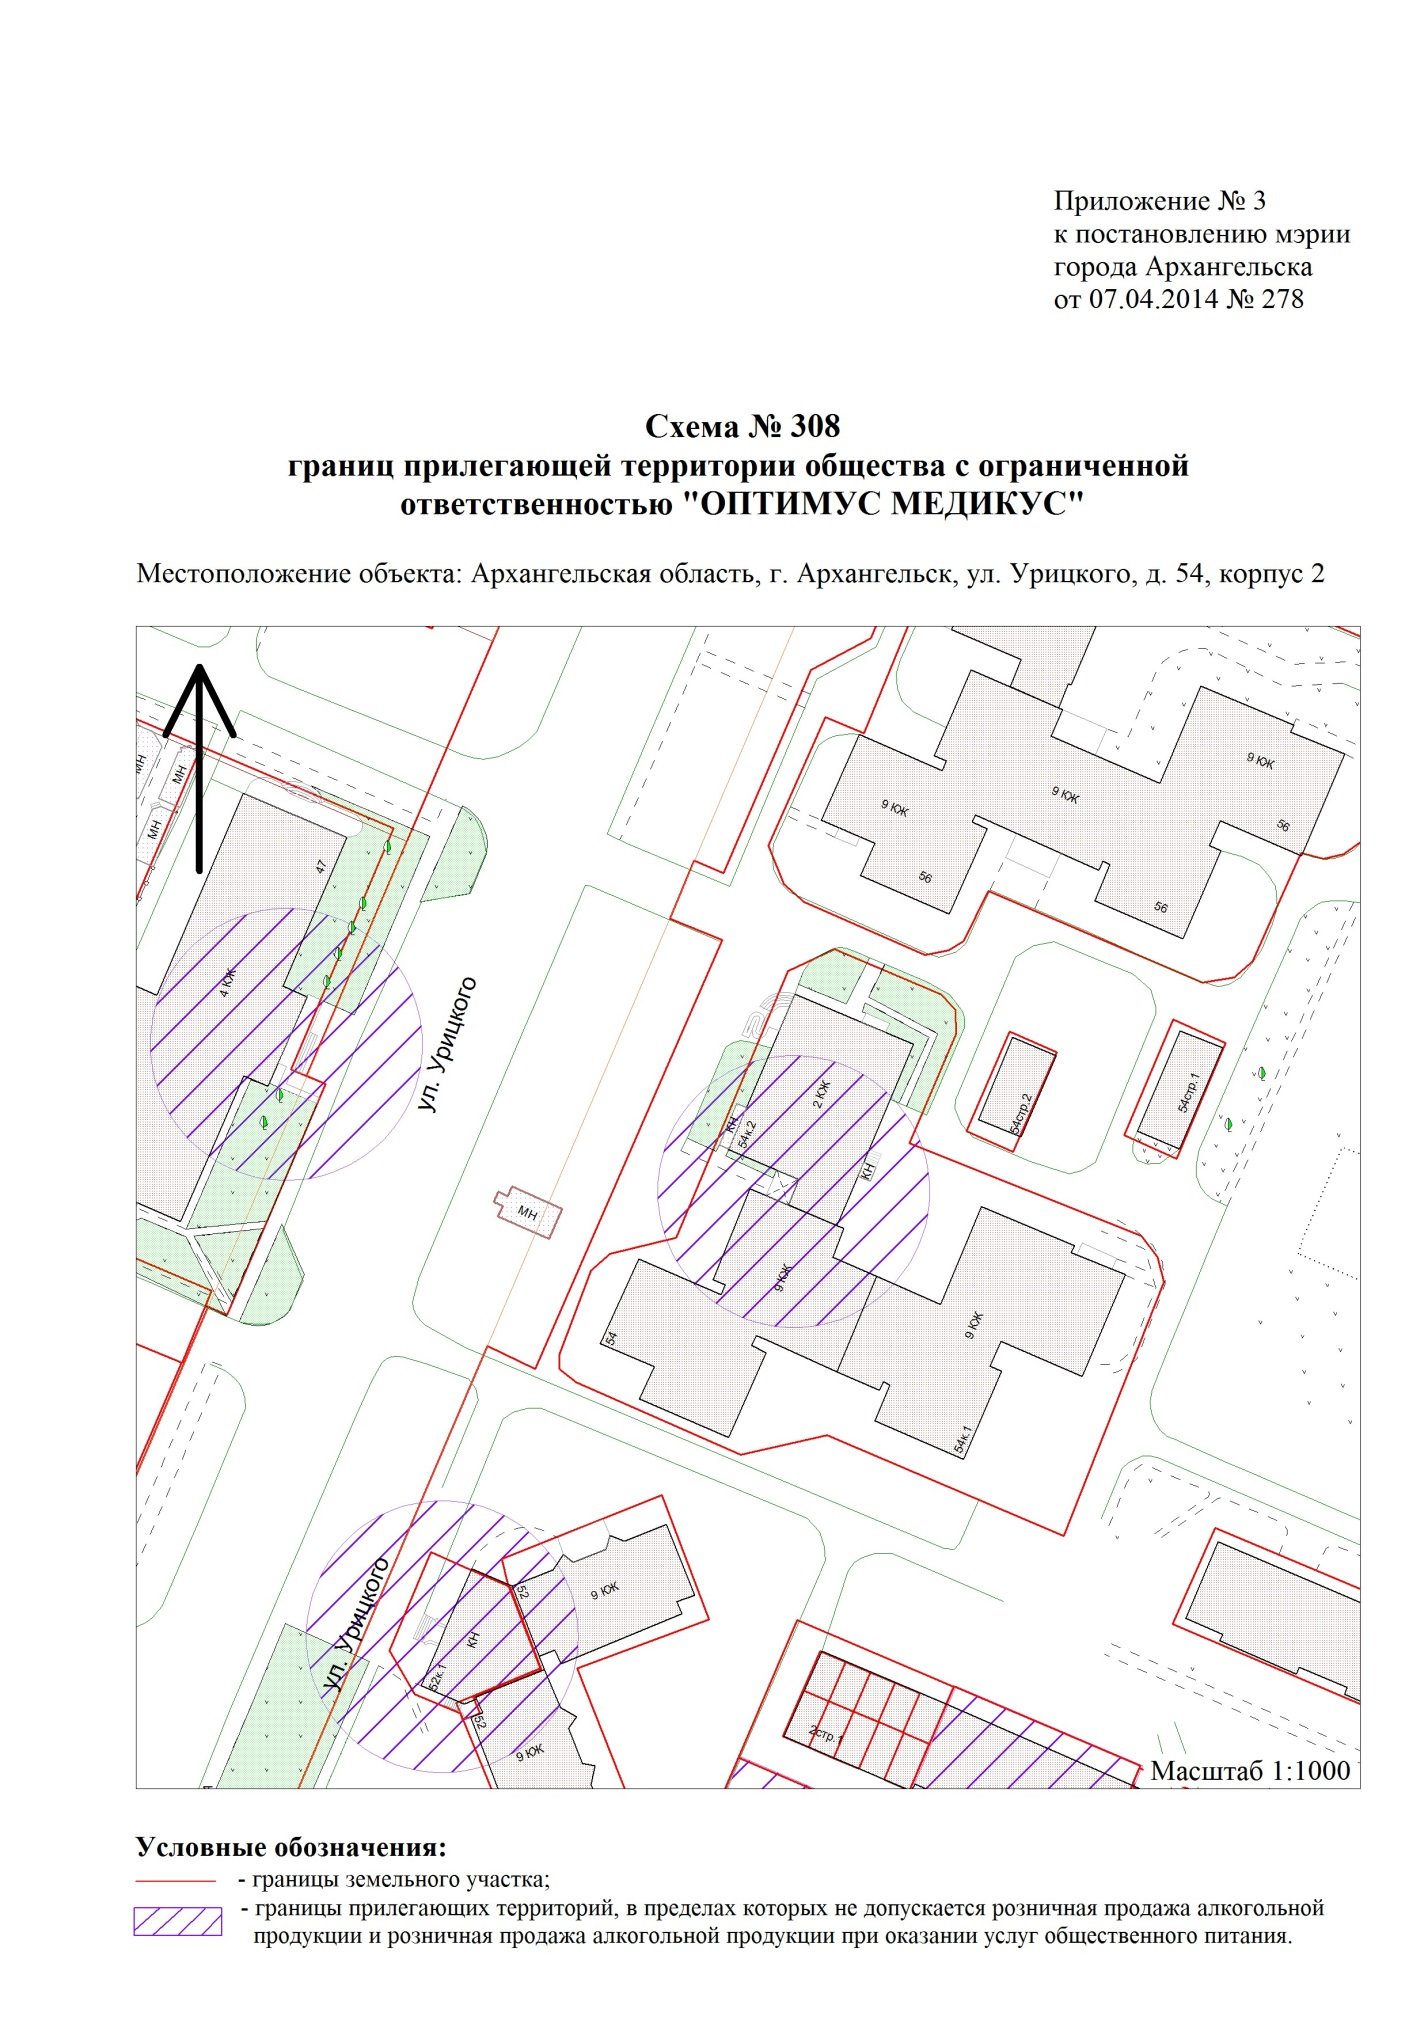 Приложение № 3
к постановлению мэрии
города Архангельска
от 07.04.2014 № 278
Схема № 308
границ прилегающей территории общества с ограниченной
ответственностью "ОПТИМУС МЕДИКУС"
Местоположение объекта: Архангельская область, г. Архангельск, ул. Урицкого, д. 54, корпус 2
МН
МН
МН
47
4 КЖ
ул. Урицкого
9 КЖ
9 КЖ
9 КЖ
56
56
56
2 КЖ
КН
54к.2
КН
54стр.2
54стр.1
МН
9 КЖ
54
9 КЖ
54к.1
ул. Урицкого
52
9 КЖ
КН
52к.1
52
9 КЖ
2стр.1
Масштаб 1:1000
Условные обозначения:
- границы земельного участка;
- границы прилегающих территорий, в пределах которых не допускается розничная продажа алкогольной
продукции и розничная продажа алкогольной продукции при оказании услуг общественного питания.